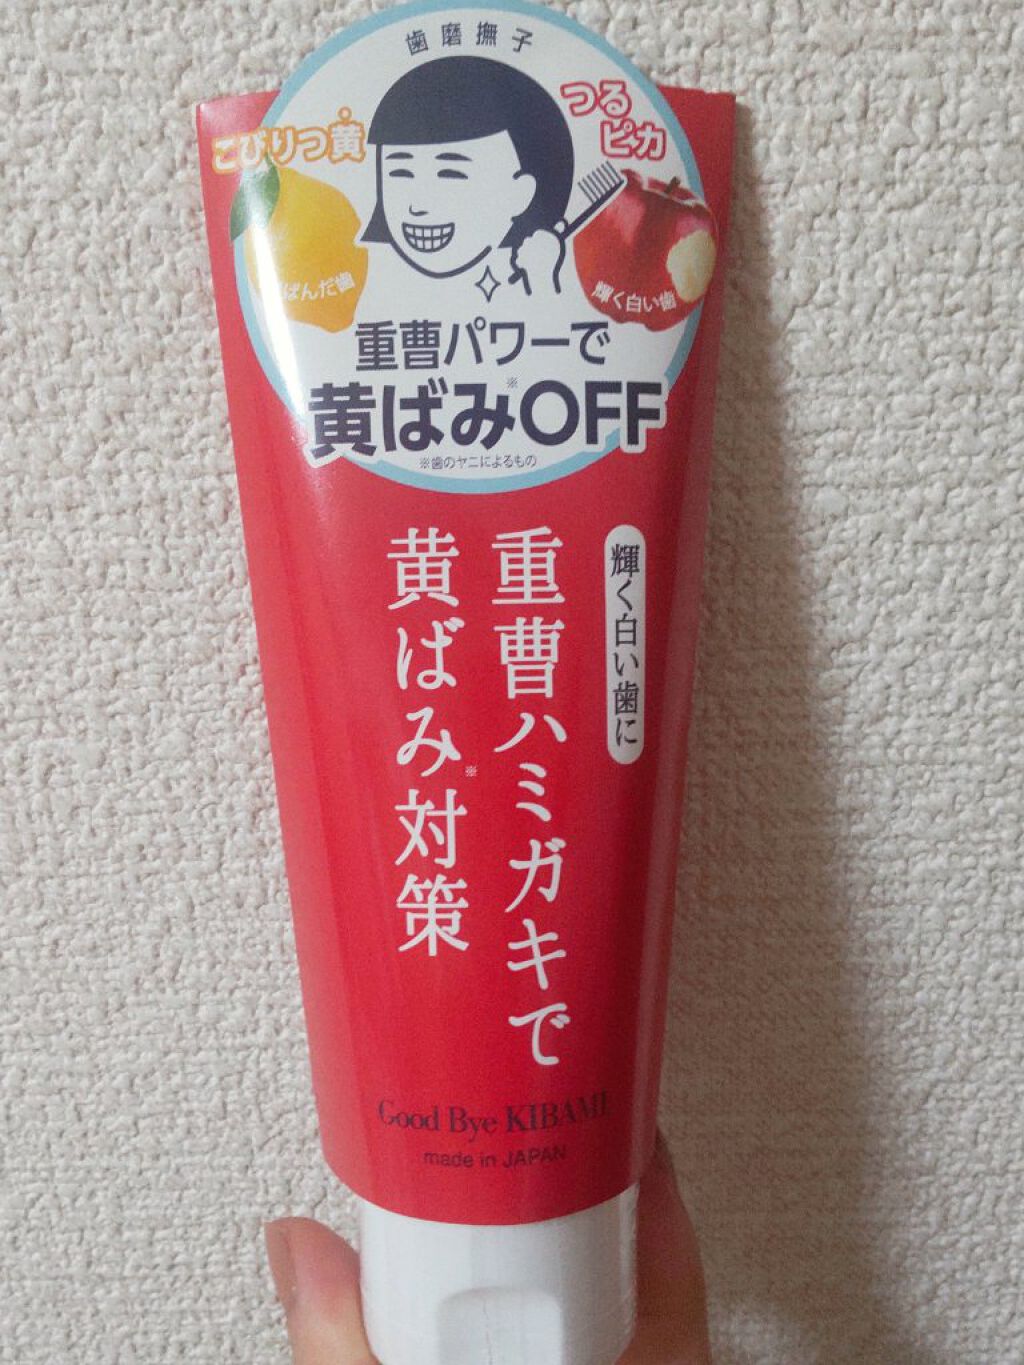 歯磨撫子
こびりつ黄
つる
ピカ
ばんだ歯
輝く白い歯
重曹パワーで
黄ばみ※OFF
※歯のヤニによるもの
輝く白い歯に
重曹ハミガキで
黄ばみ※対策
Good Bye KIBAMI
made in JAPAN